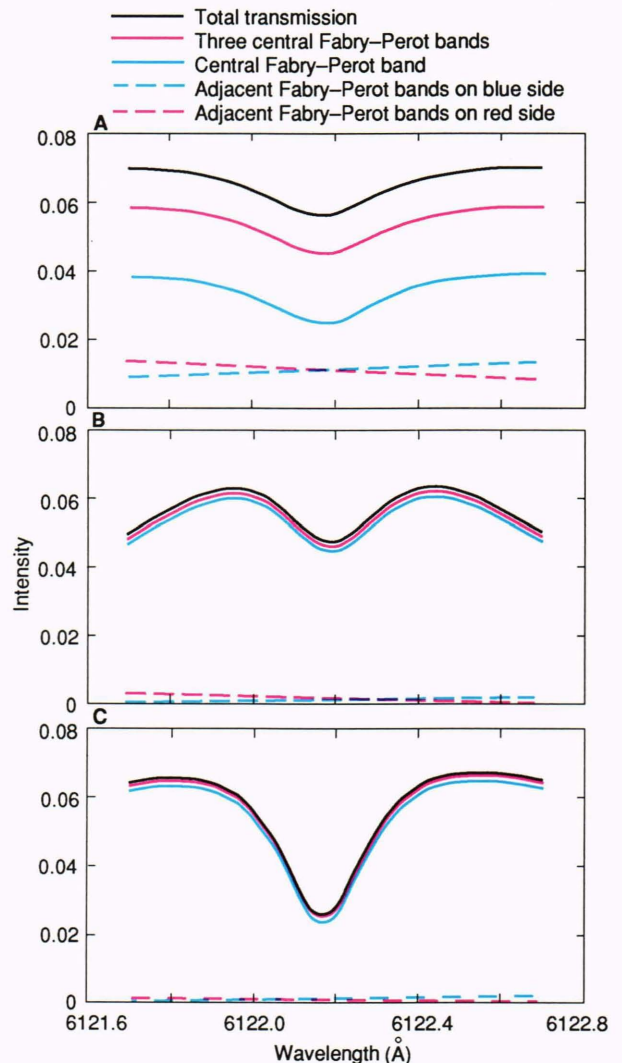 Total transmission
Three central Fabry–Perot bands
Central Fabry–Perot band
Adjacent Fabry–Perot bands on blue side
Adjacent Fabry–Perot bands on red side
A
0.08
0.06
0.04
0.02
0
B
0.08
0.06
0.04
0.02
0
Intensity
C
0.08
0.06
0.04
0.02
0
6121.6 6122.0 6122.4 6122.8
Wavelength (Å)